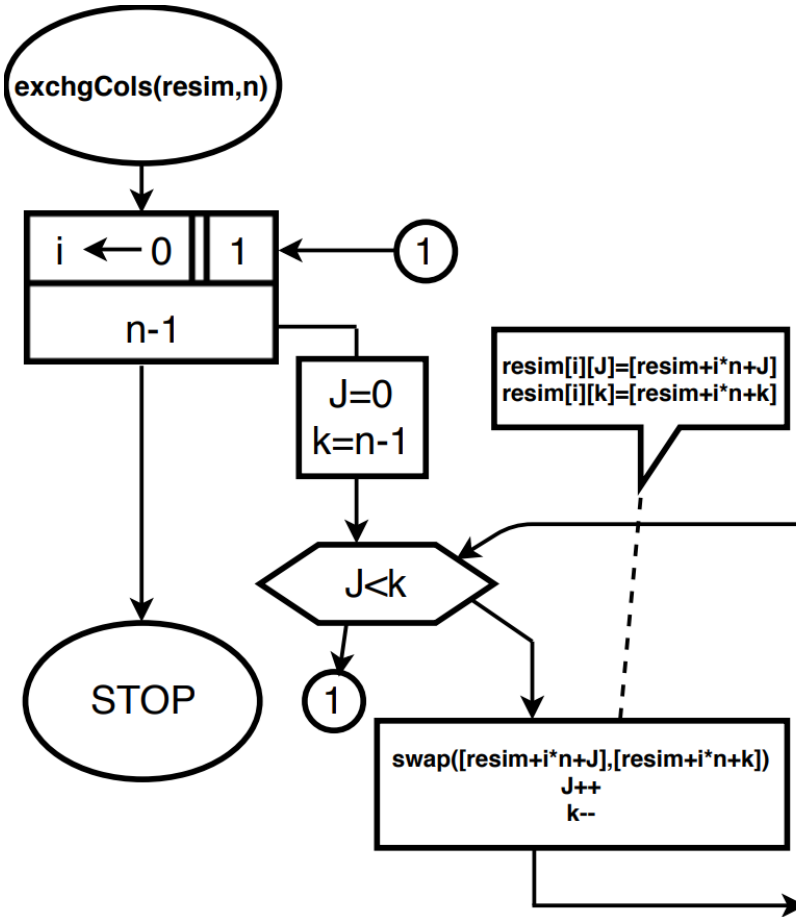 exchgCols(resim,n)
i ← 0 1
1
n-1
J=0
k=n-1
resim[i][J]=[resim+i*n+J]
resim[i][k]=[resim+i*n+k]
J<k
STOP
1
swap([resim+i*n+J],[resim+i*n+k])
J++
k--